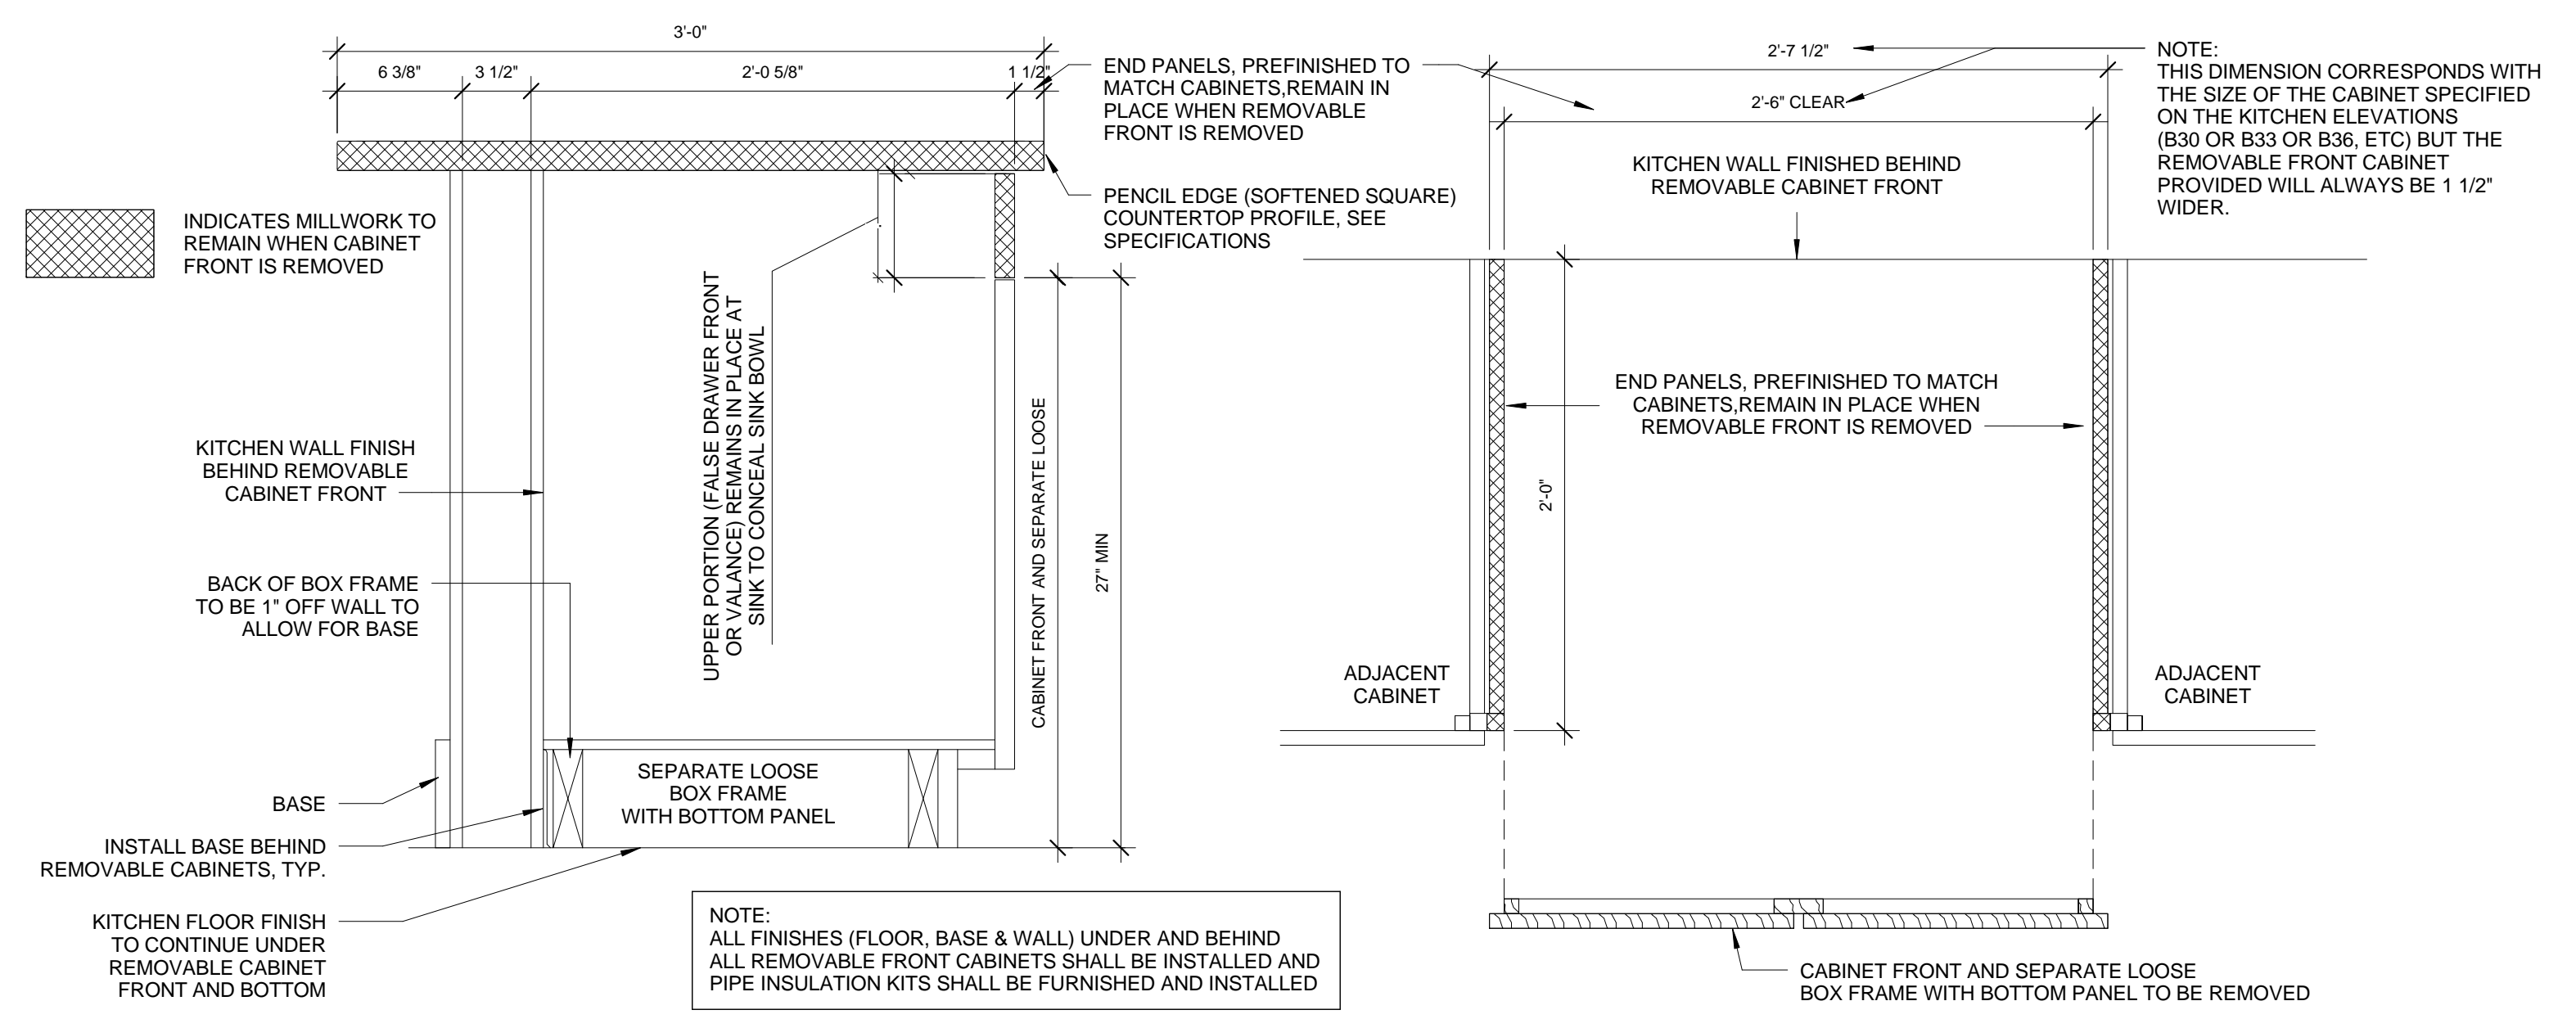 3'-0"
6 3/8"
3 1/2"
2'-0 5/8"
1 1/2"
END PANELS, PREFINISHED TO
MATCH CABINETS,REMAIN IN
PLACE WHEN REMOVABLE
FRONT IS REMOVED
PENCIL EDGE (SOFTENED SQUARE)
COUNTERTOP PROFILE, SEE
SPECIFICATIONS
INDICATES MILLWORK TO
REMAIN WHEN CABINET
FRONT IS REMOVED
UPPER PORTION (FALSE DRAWER FRONT
OR VALANCE) REMAINS IN PLACE AT
SINK TO CONCEAL SINK BOWL
CABINET FRONT AND SEPARATE LOOSE
27" MIN
KITCHEN WALL FINISH
BEHIND REMOVABLE
CABINET FRONT
BACK OF BOX FRAME
TO BE 1" OFF WALL TO
ALLOW FOR BASE
SEPARATE LOOSE
BOX FRAME
WITH BOTTOM PANEL
BASE
INSTALL BASE BEHIND
REMOVABLE CABINETS, TYP.
KITCHEN FLOOR FINISH
TO CONTINUE UNDER
REMOVABLE CABINET
FRONT AND BOTTOM
NOTE:
ALL FINISHES (FLOOR, BASE & WALL) UNDER AND BEHIND
ALL REMOVABLE FRONT CABINETS SHALL BE INSTALLED AND
PIPE INSULATION KITS SHALL BE FURNISHED AND INSTALLED
2'-7 1/2"
2'-6" CLEAR
NOTE:
THIS DIMENSION CORRESPONDS WITH
THE SIZE OF THE CABINET SPECIFIED
ON THE KITCHEN ELEVATIONS
(B30 OR B33 OR B36, ETC) BUT THE
REMOVABLE FRONT CABINET
PROVIDED WILL ALWAYS BE 1 1/2"
WIDER.
KITCHEN WALL FINISHED BEHIND
REMOVABLE CABINET FRONT
END PANELS, PREFINISHED TO MATCH
CABINETS,REMAIN IN PLACE WHEN
REMOVABLE FRONT IS REMOVED
2'-0"
ADJACENT
CABINET
ADJACENT
CABINET
CABINET FRONT AND SEPARATE LOOSE
BOX FRAME WITH BOTTOM PANEL TO BE REMOVED